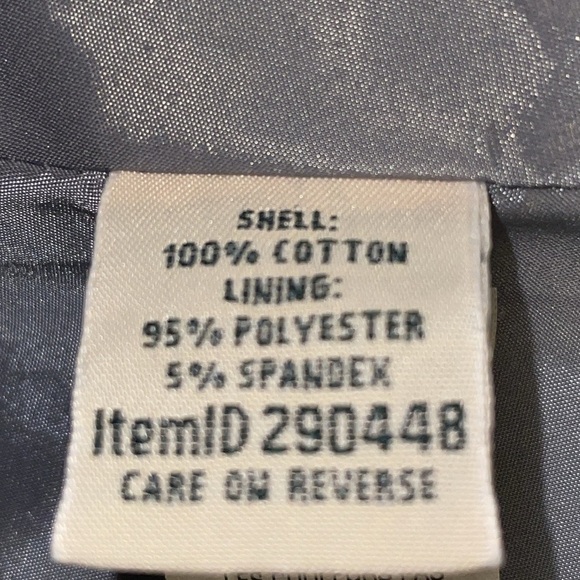 SHELL:
100% COTTON
LINING:
95% POLYESTER
5% SPANDEX
ItemID 290448
CARE ON REVERSE